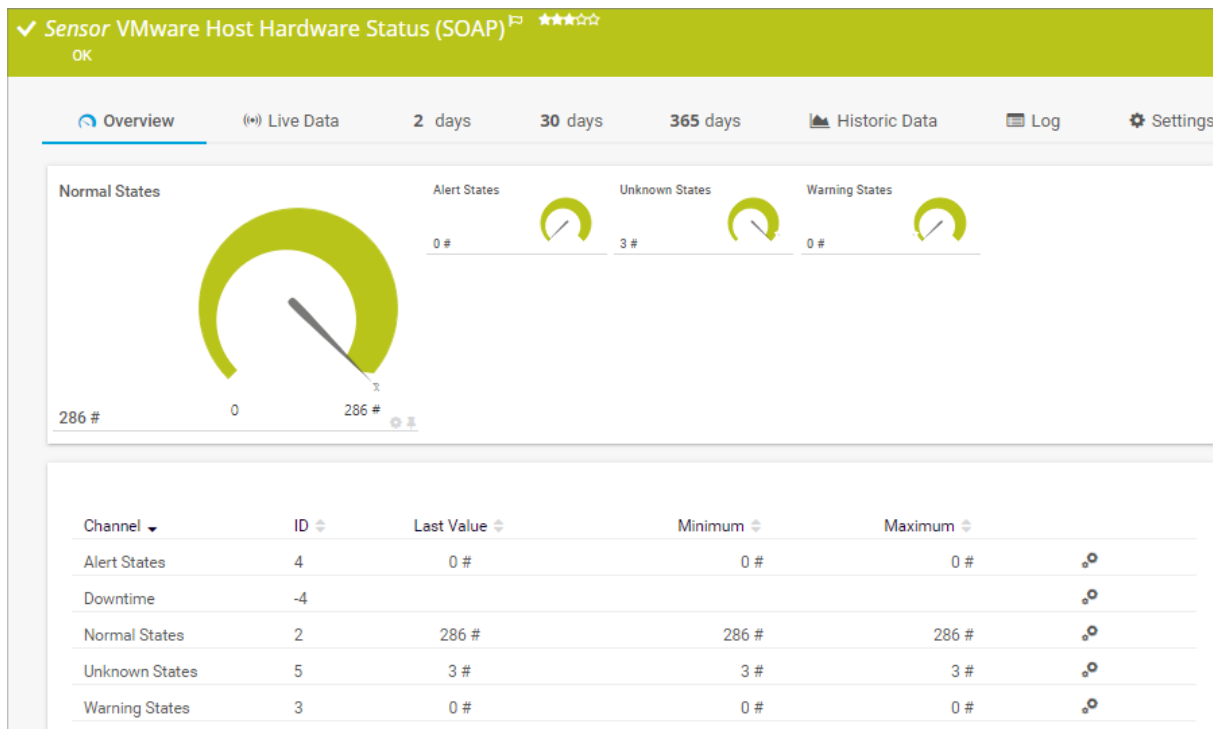 Sensor VMware Host Hardware Status (SOAP)
OK
Overview Live Data 2 days 30 days 365 days Historic Data Log Settings
Normal States Alert States Unknown States Warning States
0 # 3 # 0 #
0 286 #
286 #
Channel ID Last Value Minimum Maximum
Alert States 4 0 # 0 # 0 #
Downtime -4
Normal States 2 286 # 286 # 286 #
Unknown States 5 3 # 3 # 3 #
Warning States 3 0 # 0 # 0 #